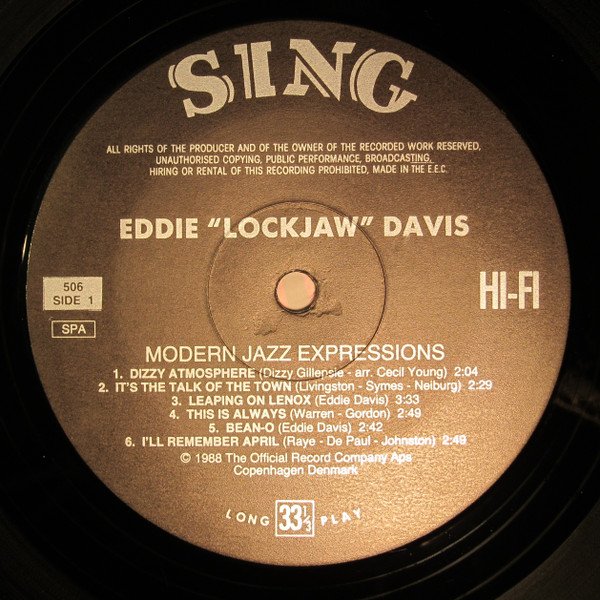 SING
ALL RIGHTS OF THE PRODUCER AND OF THE OWNER OF THE RECORDED WORK RESERVED,
UNAUTHORISED COPYING, PUBLIC PERFORMANCE, BROADCASTING,
HIRING OR RENTAL OF THIS RECORDING PROHIBITED, MADE IN THE E.E.C.
EDDIE "LOCKJAW" DAVIS
506
SIDE 1
HI-FI
SPA
MODERN JAZZ EXPRESSIONS
1. DIZZY ATMOSPHERE (Dizzy Gillepsie - arr. Cecil Young) 2:04
2. IT'S THE TALK OF THE TOWN (Livingston - Symes - Neiburg) 2:29
3. LEAPING ON LENOX (Eddie Davis) 3:33
4. THIS IS ALWAYS (Warren - Gordon) 2:49
5. BEAN-O (Eddie Davis) 2:42
6. I'LL REMEMBER APRIL (Raye - De Paul - Johnston) 2:49
© 1988 The Official Record Company Aps
Copenhagen Denmark
LONG 33 1/3 PLAY